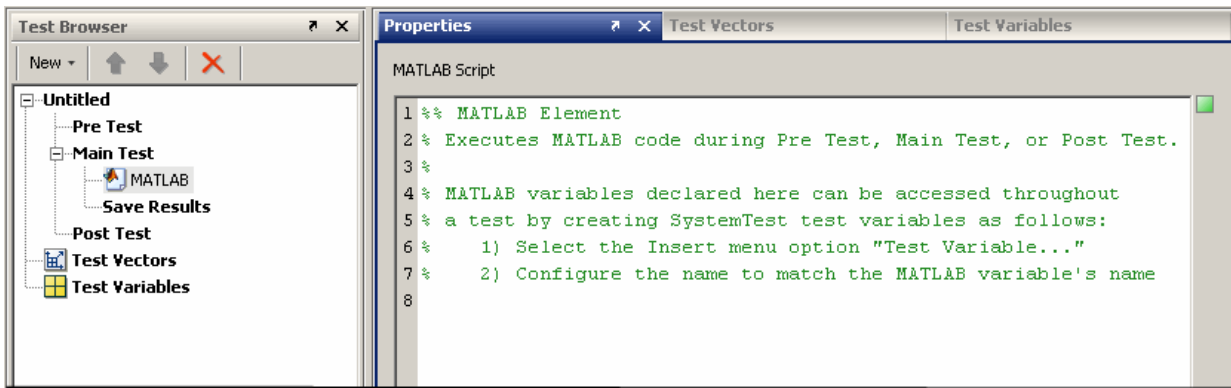 Test Browser
New
Untitled
Pre Test
Main Test
MATLAB
Save Results
Post Test
Test Vectors
Test Variables
Properties
Test Vectors
Test Variables
MATLAB Script
1 %% MATLAB Element
2 % Executes MATLAB code during Pre Test, Main Test, or Post Test.
3 %
4 % MATLAB variables declared here can be accessed throughout
5 % a test by creating SystemTest test variables as follows:
6 %    1) Select the Insert menu option "Test Variable..."
7 %    2) Configure the name to match the MATLAB variable's name
8